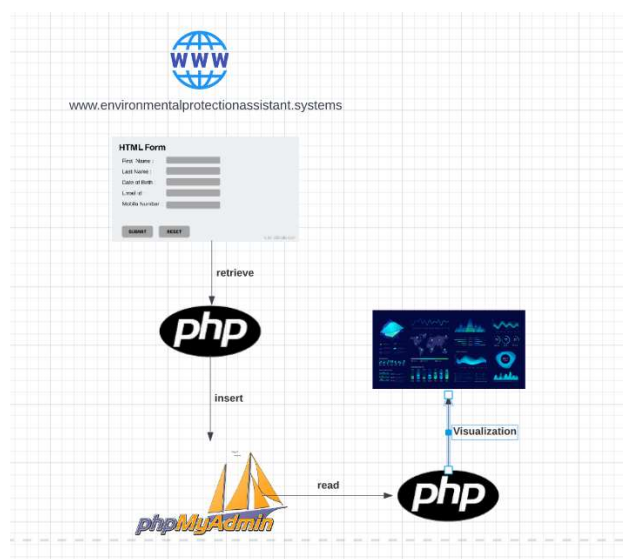 WWW
www.environmentalprotectionassistant.systems
HTML Form
First Name :
Last Name :
Date of Birth :
Email id
Mobile Number
SUBMIT RESET
retrieve
php
insert
Visualization
read
php
phpMyAdmin